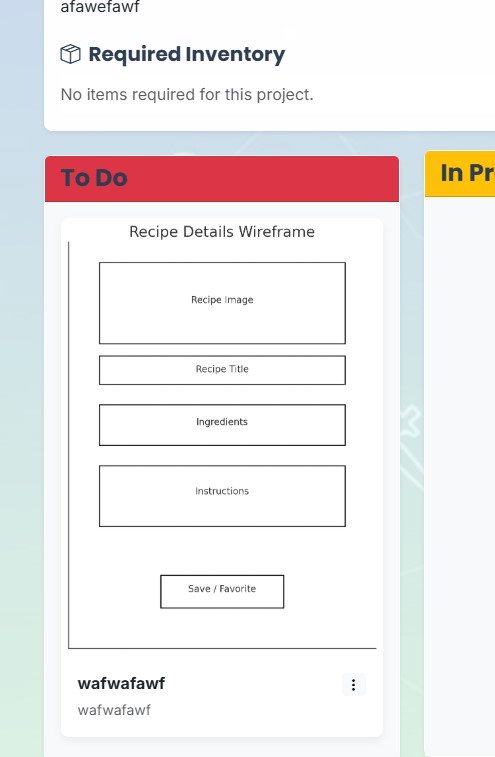 afawefawf
Required Inventory
No items required for this project.
To Do
In Pr
Recipe Details Wireframe
Recipe Image
Recipe Title
Ingredients
Instructions
Save / Favorite
wafwafawf
wafwafawf